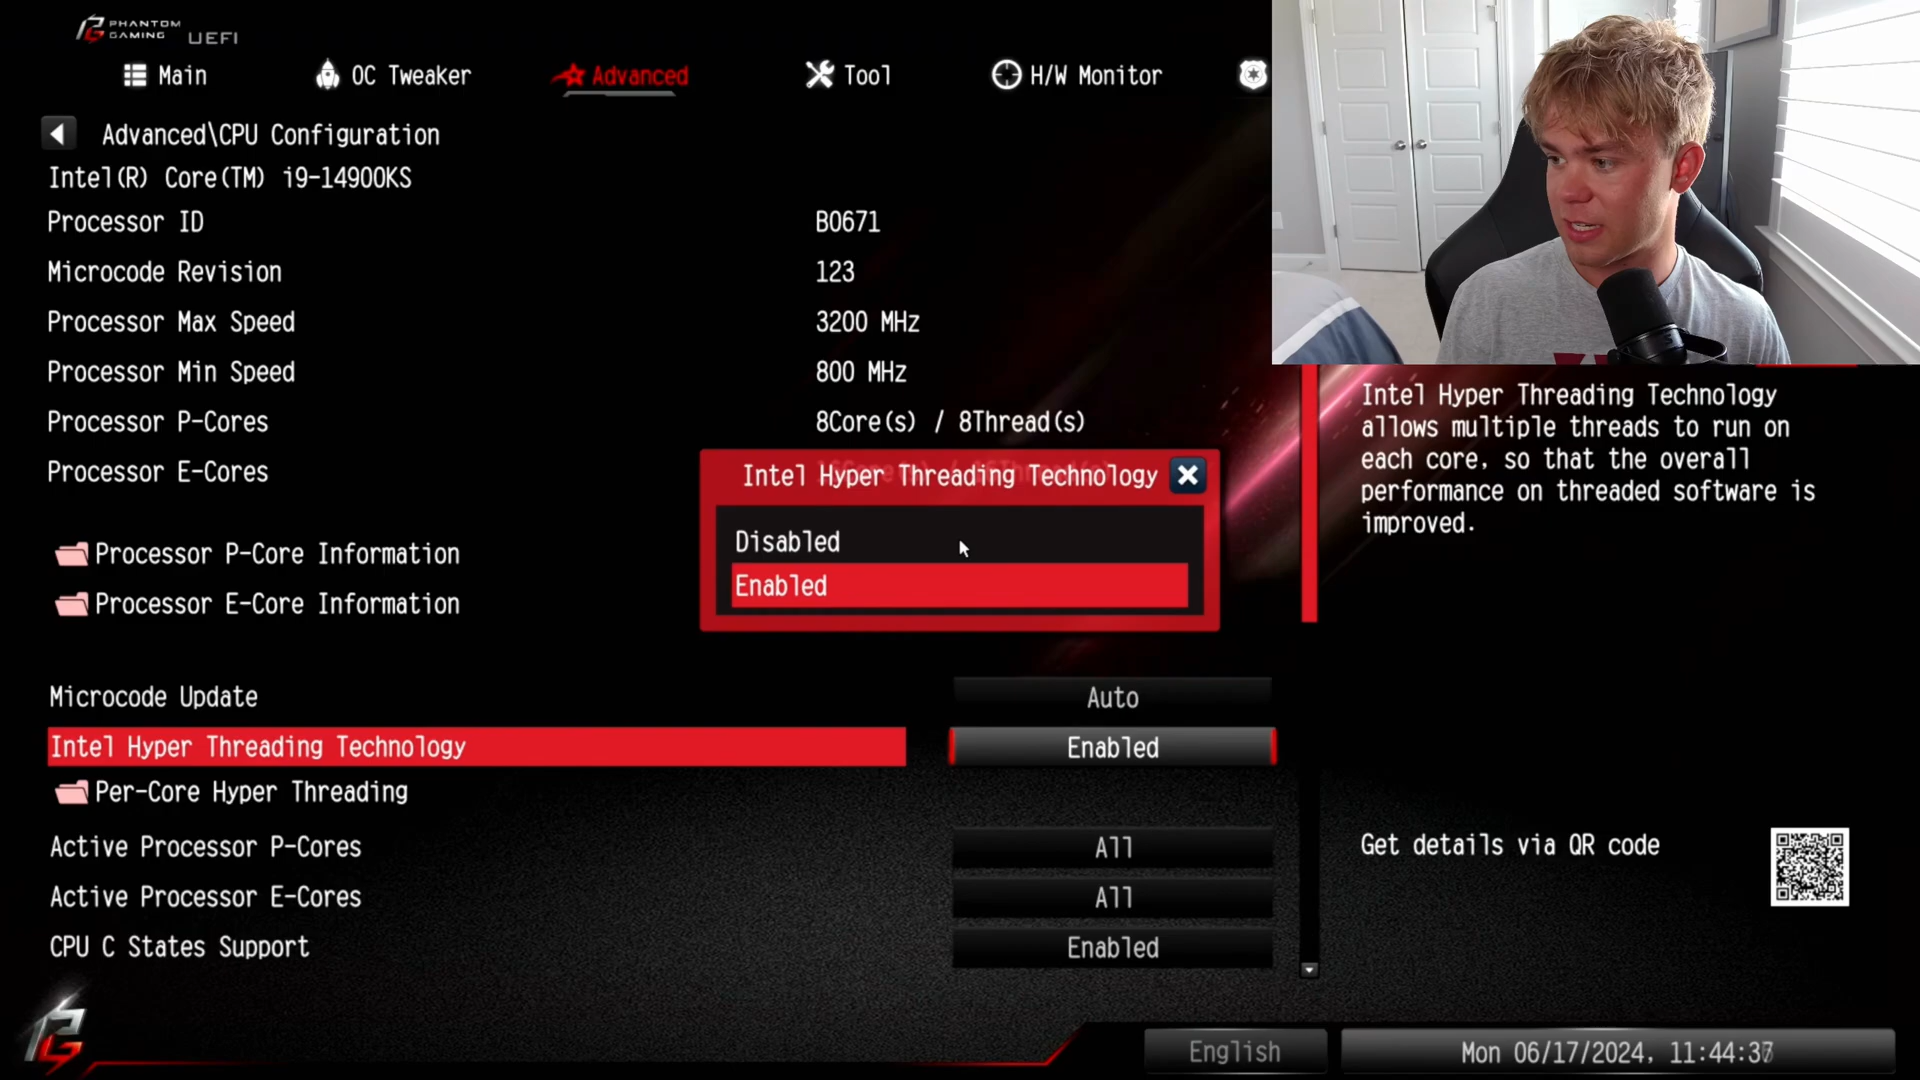 PHANTOM
GAMING UEFI
Main
OC Tweaker
Advanced
Tool
H/W Monitor
Advanced\CPU Configuration
Intel(R) Core(TM) i9-14900KS
Processor ID B0671
Microcode Revision 123
Processor Max Speed 3200 MHz
Processor Min Speed 800 MHz
Processor P-Cores 8Core(s) / 8Thread(s)
Processor E-Cores
Intel Hyper Threading Technology
Disabled
Enabled
Processor P-Core Information
Processor E-Core Information
Microcode Update Auto
Intel Hyper Threading Technology Enabled
Per-Core Hyper Threading
Active Processor P-Cores All
Active Processor E-Cores All
CPU C States Support Enabled
Intel Hyper Threading Technology
allows multiple threads to run on
each core, so that the overall
performance on threaded software is
improved.
Get details via QR code
English
Mon 06/17/2024,